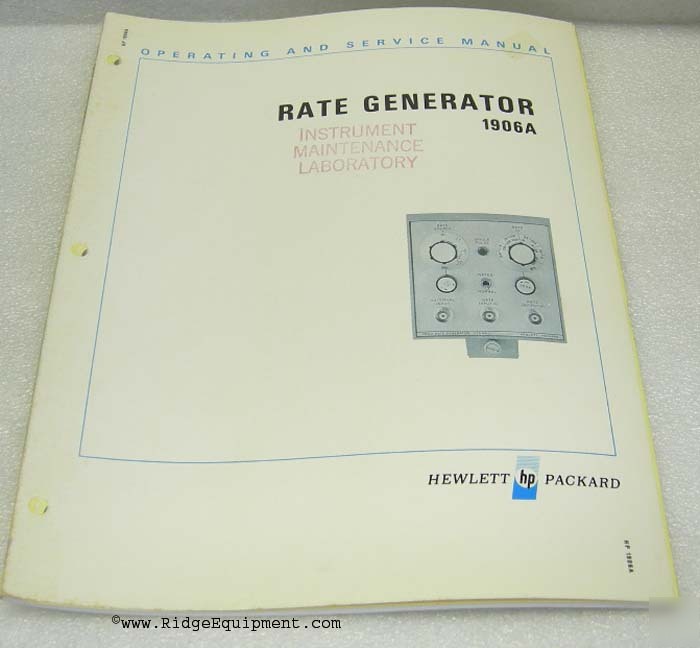 HP 1906A
OPERATING AND SERVICE MANUAL
RATE GENERATOR
1906A
INSTRUMENT
MAINTENANCE
LABORATORY
HEWLETT hp PACKARD
HP 1906A
©www.RidgeEquipment.com